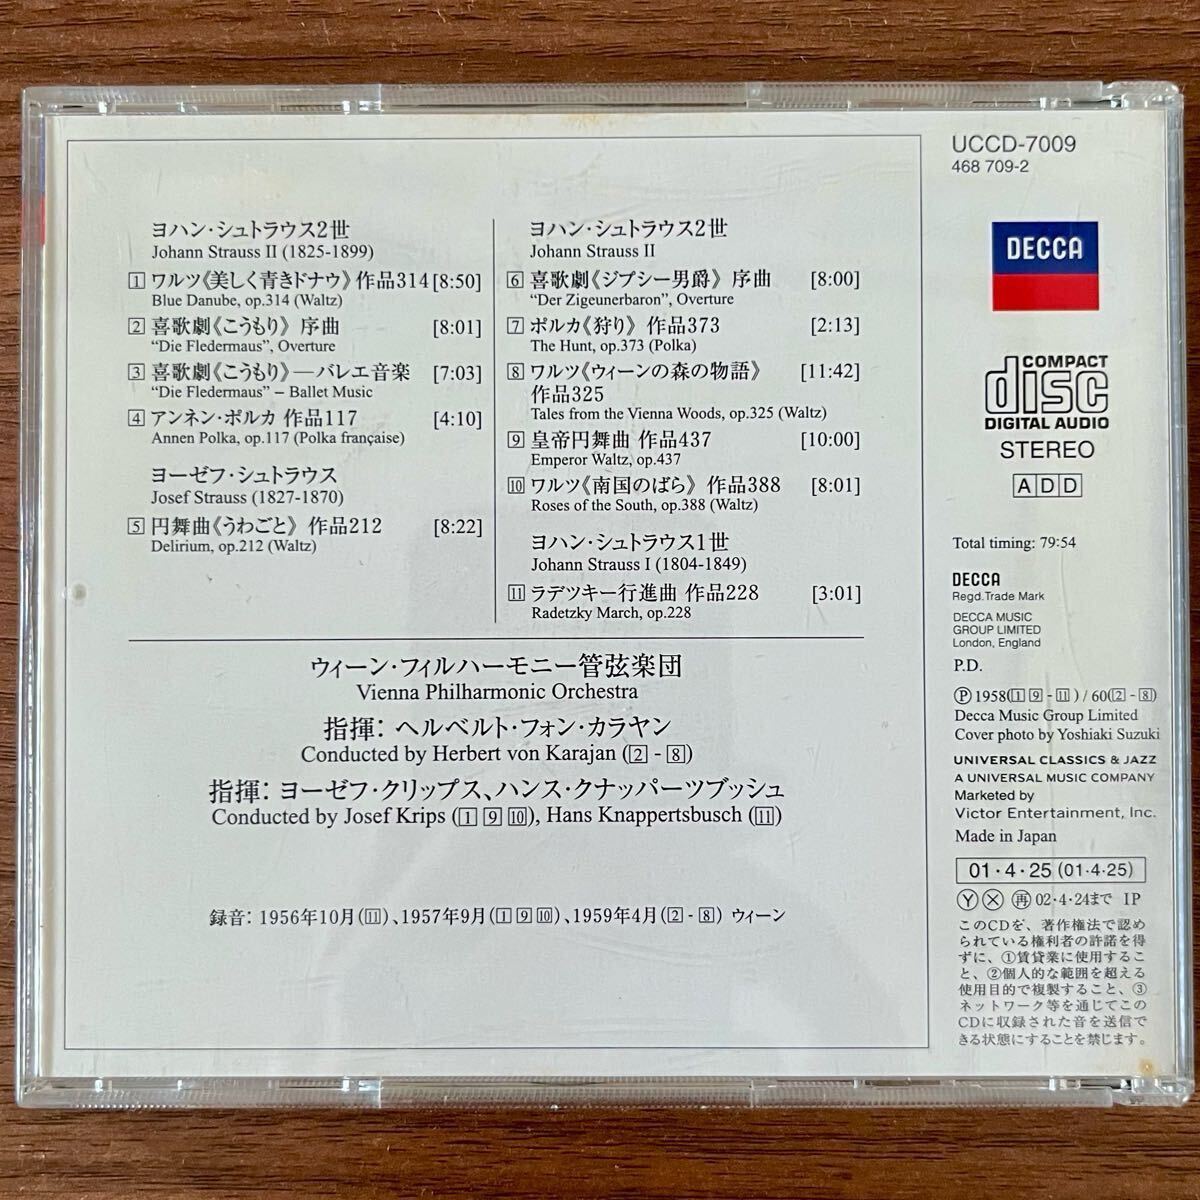 ヨハン・シュトラウス2世
Johann Strauss II (1825-1899)
1 ワルツ《美しく青きドナウ》作品314 [8:50]
Blue Danube, op.314 (Waltz)
2 喜歌劇《こうもり》序曲 [8:01]
“Die Fledermaus”, Overture
3 喜歌劇《こうもり》―バレエ音楽 [7:03]
“Die Fledermaus” – Ballet Music
4 アンネン・ポルカ 作品117 [4:10]
Annen Polka, op.117 (Polka française)
ヨーゼフ・シュトラウス
Josef Strauss (1827-1870)
5 円舞曲《うわごと》作品212 [8:22]
Delirium, op.212 (Waltz)
ヨハン・シュトラウス2世
Johann Strauss II
6 喜歌劇《ジプシー男爵》序曲 [8:00]
“Der Zigeunerbaron”, Overture
7 ポルカ《狩り》作品373 [2:13]
The Hunt, op.373 (Polka)
8 ワルツ《ウィーンの森の物語》 [11:42]
作品325
Tales from the Vienna Woods, op.325 (Waltz)
9 皇帝円舞曲 作品437 [10:00]
Emperor Waltz, op.437
10 ワルツ《南国のばら》作品388 [8:01]
Roses of the South, op.388 (Waltz)
ヨハン・シュトラウス1世
Johann Strauss I (1804-1849)
11 ラデツキー行進曲 作品228 [3:01]
Radetzky March, op.228
ウィーン・フィルハーモニー管弦楽団
Vienna Philharmonic Orchestra
指揮：ヘルベルト・フォン・カラヤン
Conducted by Herbert von Karajan (2 - 8)
指揮：ヨーゼフ・クリップス、ハンス・クナッパーツブッシュ
Conducted by Josef Krips (1 9 10), Hans Knappertsbusch (11)
録音：1956年10月(11)、1957年9月(1 9 10)、1959年4月(2 - 8) ウィーン
UCCD-7009
468 709-2
DECCA
COMPACT
disc
DIGITAL AUDIO
STEREO
ADD
Total timing: 79:54
DECCA
Regd.Trade Mark
DECCA MUSIC
GROUP LIMITED
London, England
P.D.
Ⓟ 1958(1 9 - 11) / 60(2 - 8)
Decca Music Group Limited
Cover photo by Yoshiaki Suzuki
UNIVERSAL CLASSICS & JAZZ
A UNIVERSAL MUSIC COMPANY
Marketed by
Victor Entertainment, Inc.
Made in Japan
01・4・25 (01・4・25)
Ⓨ Ⓧ ㊢ 02・4・24まで IP
このCDを、著作権法で認め
られている権利者の許諾を得
ずに、①賃貸業に使用するこ
と、②個人的な範囲を超える
使用目的で複製すること、③
ネットワーク等を通じてこの
CDに収録された音を送信で
きる状態にすることを禁じます。